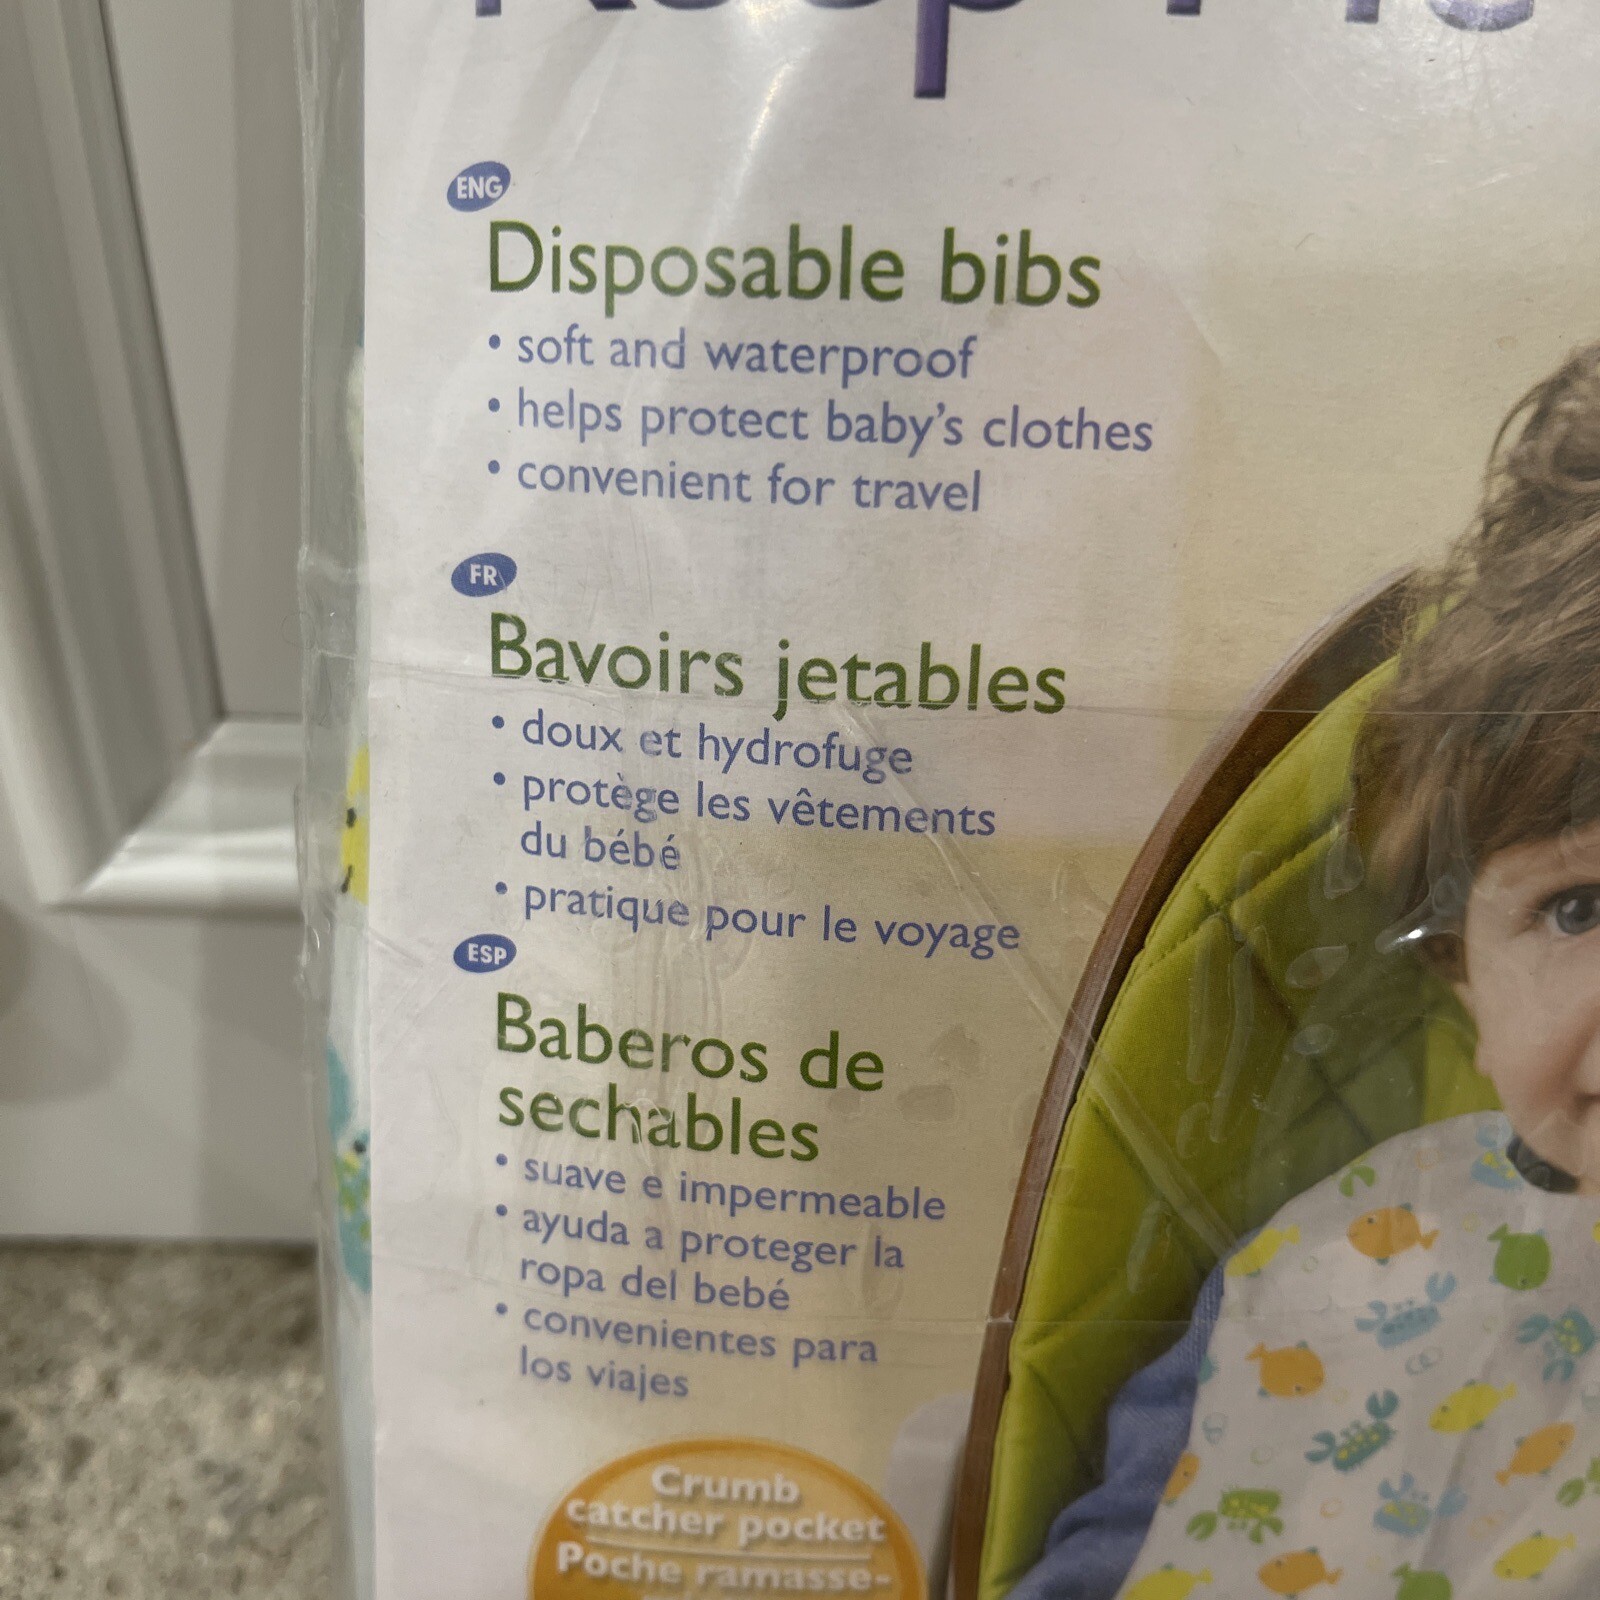 Keep
ENG
Disposable bibs
• soft and waterproof
• helps protect baby's clothes
• convenient for travel
FR
Bavoirs jetables
• doux et hydrofuge
• protège les vêtements
du bébé
• pratique pour le voyage
ESP
Baberos de
sechables
• suave e impermeable
• ayuda a proteger la
ropa del bebé
• convenientes para
los viajes
Crumb
catcher pocket
Poche ramasse-